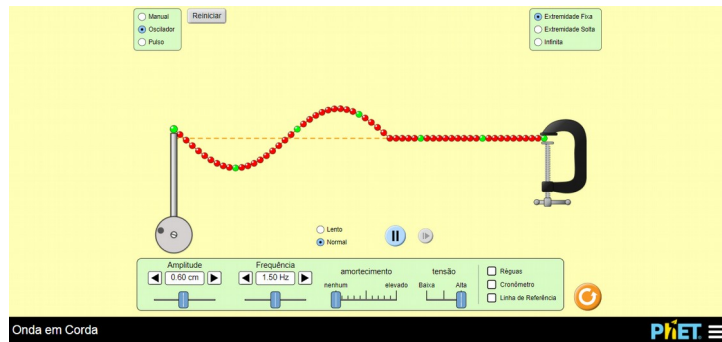 Manual
Oscilador
Pulso
Reiniciar
Extremidade Fixa
Extremidade Solta
Infinita
Lento
Normal
Amplitude
0.60 cm
Frequência
1.50 Hz
amortecimento
nenhum
elevado
tensão
Baixa
Alta
Réguas
Cronômetro
Linha de Referência
Onda em Corda
PhET